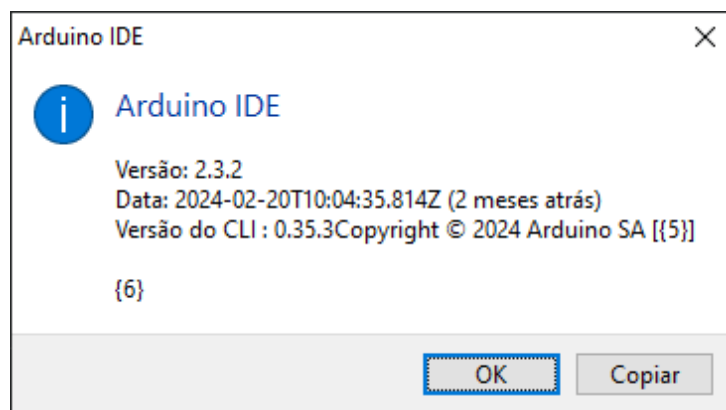 Arduino IDE
Arduino IDE
Versão: 2.3.2
Data: 2024-02-20T10:04:35.814Z (2 meses atrás)
Versão do CLI : 0.35.3Copyright © 2024 Arduino SA [{5}]
{6}
OK
Copiar